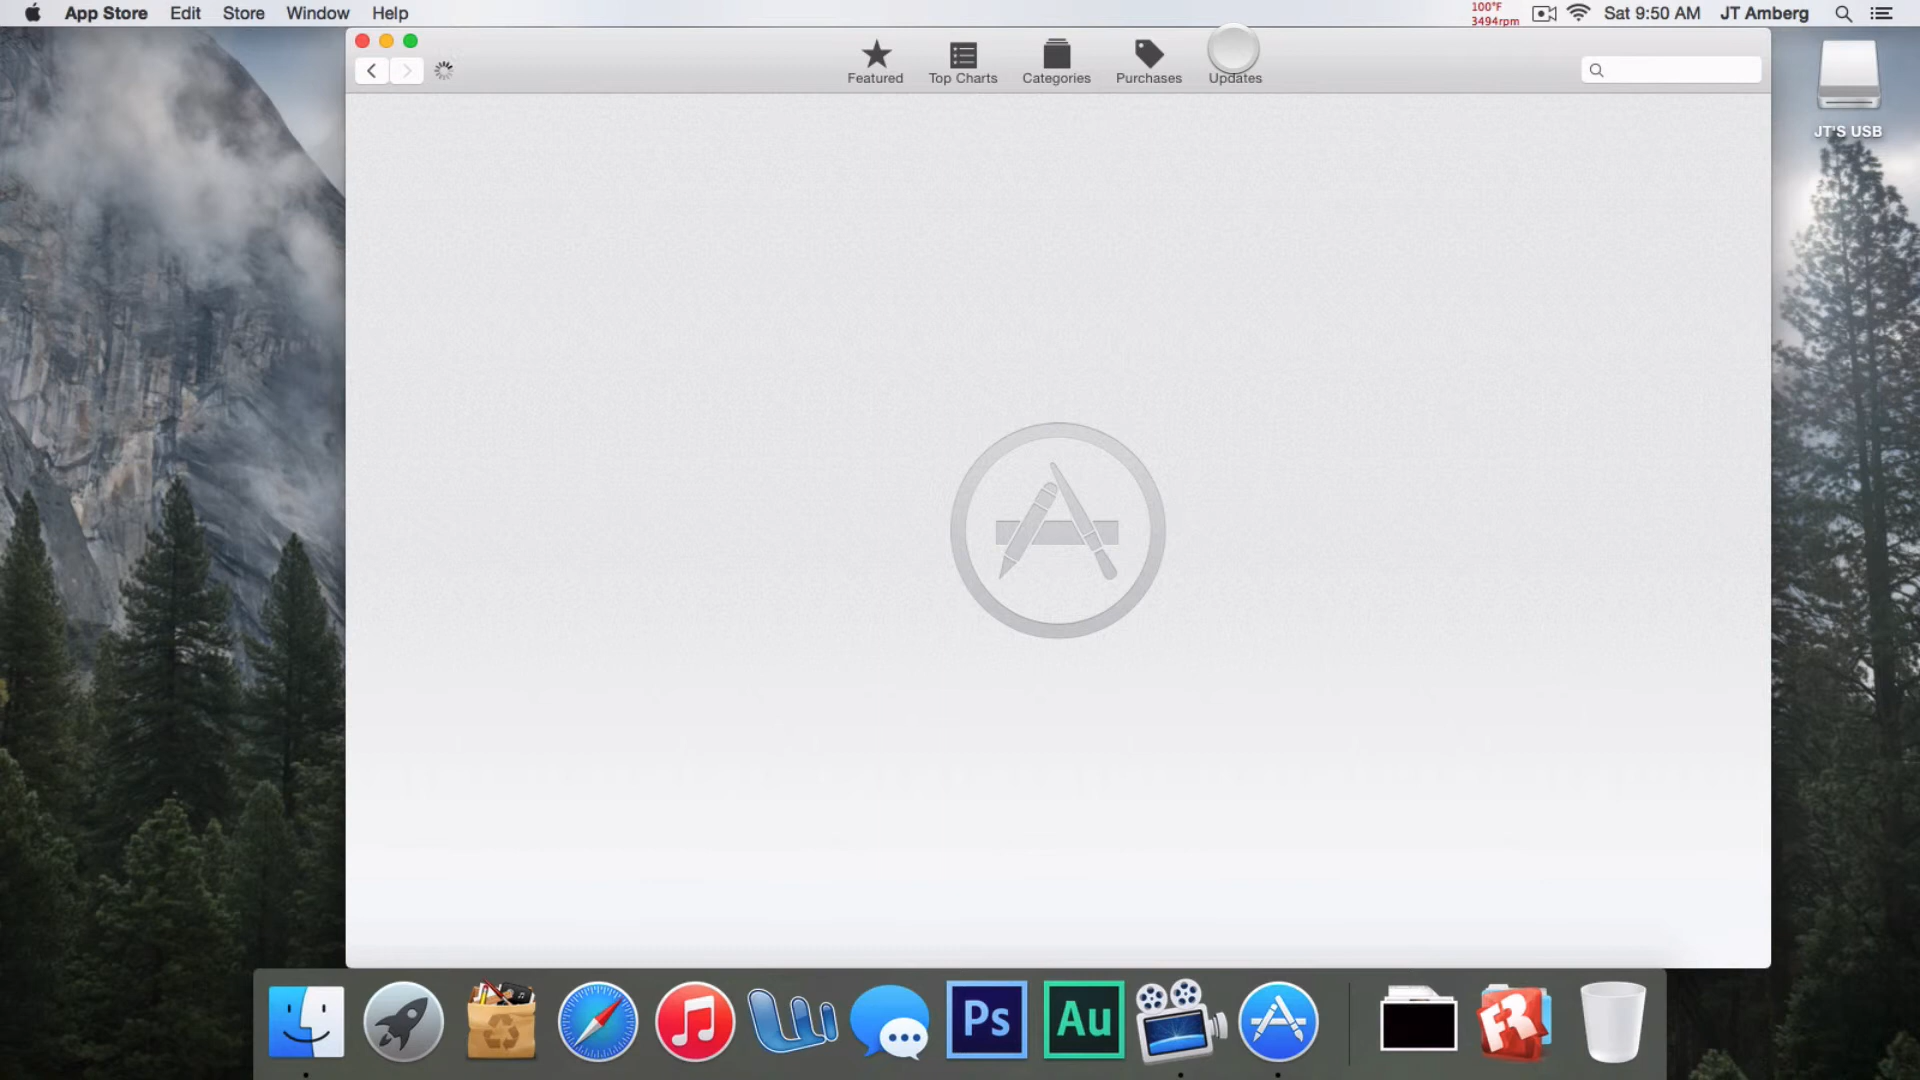 App Store Edit Store Window Help 100°F 3494rpm Sat 9:50 AM JT Amberg
Featured Top Charts Categories Purchases Updates
JT'S USB
Ps Au